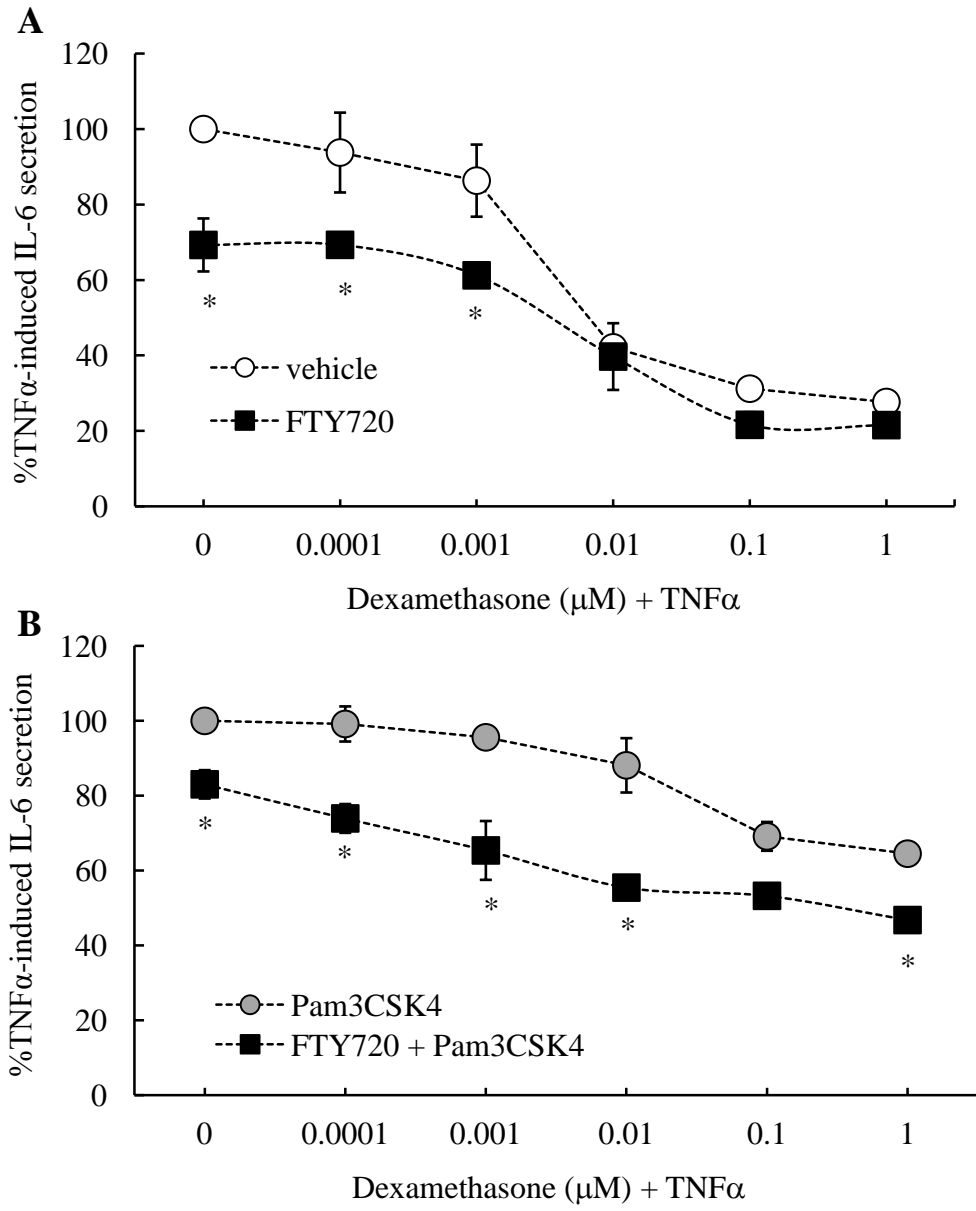 A
%TNFα-induced IL-6 secretion
120
100
80
60
40
20
0
* * *
vehicle
FTY720
0 0.0001 0.001 0.01 0.1 1
Dexamethasone (μM) + TNFα
B
%TNFα-induced IL-6 secretion
120
100
80
60
40
20
0
* * * * *
Pam3CSK4
FTY720 + Pam3CSK4
0 0.0001 0.001 0.01 0.1 1
Dexamethasone (μM) + TNFα